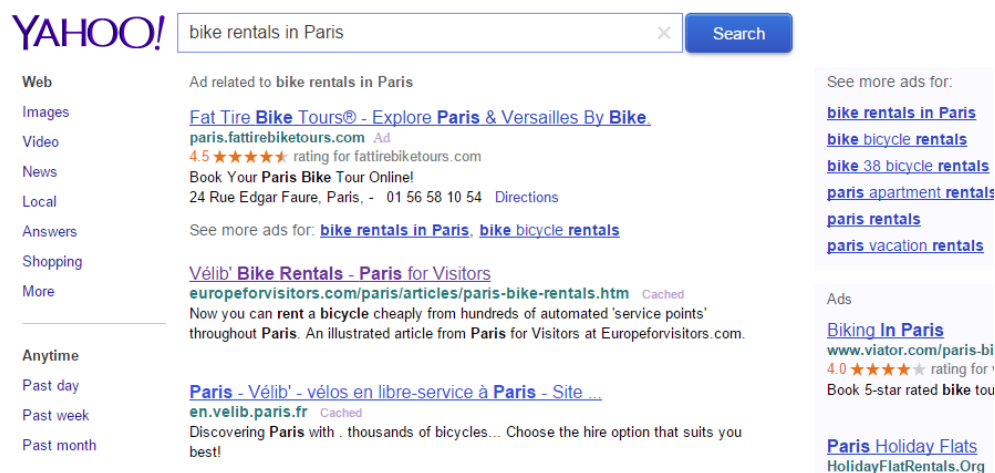 YAHOO!
bike rentals in Paris
Search
Web
Images
Video
News
Local
Answers
Shopping
More
Anytime
Past day
Past week
Past month
Ad related to bike rentals in Paris
Fat Tire Bike Tours® - Explore Paris & Versailles By Bike.
paris.fattirebiketours.com Ad
4.5 ★★★★★ rating for fattirebiketours.com
Book Your Paris Bike Tour Online!
24 Rue Edgar Faure, Paris, - 01 56 58 10 54 Directions
See more ads for: bike rentals in Paris, bike bicycle rentals
Vélib' Bike Rentals - Paris for Visitors
europeforvisitors.com/paris/articles/paris-bike-rentals.htm Cached
Now you can rent a bicycle cheaply from hundreds of automated 'service points'
throughout Paris. An illustrated article from Paris for Visitors at Europeforvisitors.com.
Paris - Vélib' - vélos en libre-service à Paris - Site ...
en.velib.paris.fr Cached
Discovering Paris with . thousands of bicycles... Choose the hire option that suits you
best!
See more ads for:
bike rentals in Paris
bike bicycle rentals
bike 38 bicycle rentals
paris apartment rentals
paris rentals
paris vacation rentals
Ads
Biking In Paris
www.viator.com/paris-bi
4.0 ★★★★★ rating for
Book 5-star rated bike tou
Paris Holiday Flats
HolidayFlatRentals.Org